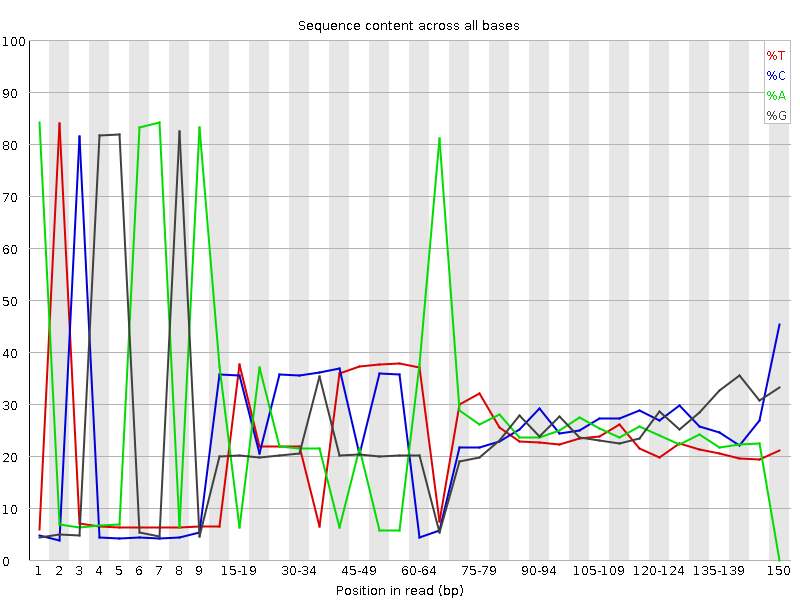 Sequence content across all bases
100
90
80
70
60
50
40
30
20
10
0
%T
%C
%A
%G
1 2 3 4 5 6 7 8 9 15-19 30-34 45-49 60-64 75-79 90-94 105-109 120-124 135-139 150
Position in read (bp)